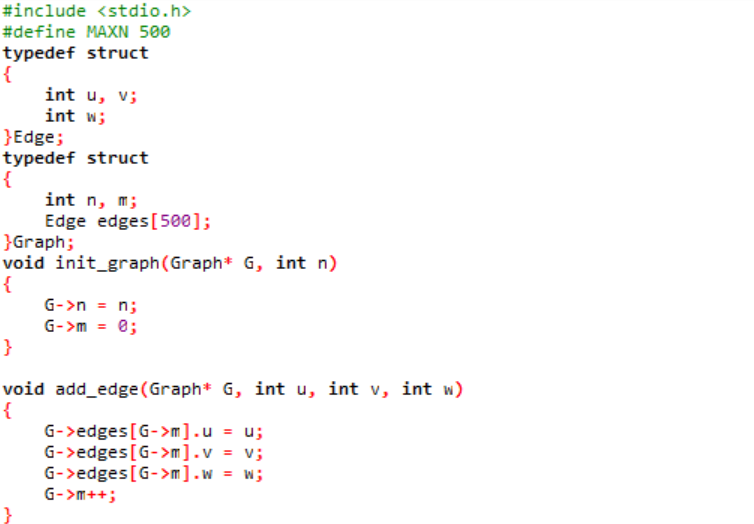 #include <stdio.h>
#define MAXN 500
typedef struct
{
    int u, v;
    int w;
}Edge;
typedef struct
{
    int n, m;
    Edge edges[500];
}Graph;
void init_graph(Graph* G, int n)
{
    G->n = n;
    G->m = 0;
}

void add_edge(Graph* G, int u, int v, int w)
{
    G->edges[G->m].u = u;
    G->edges[G->m].v = v;
    G->edges[G->m].w = w;
    G->m++;
}